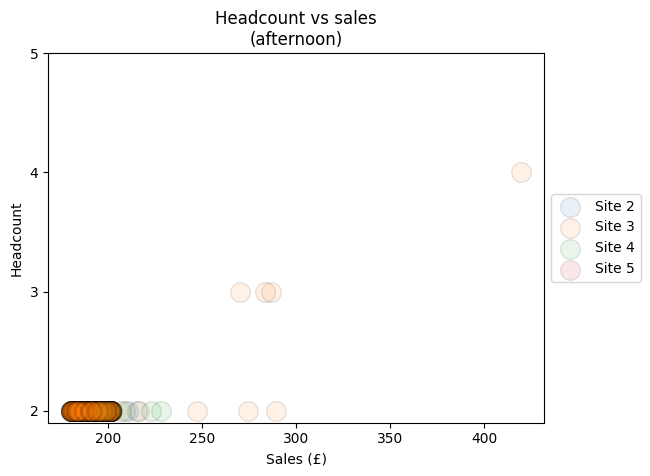 Headcount vs sales
(afternoon)
5
4
3
2
Headcount
200
250
300
350
400
Sales (£)
Site 2
Site 3
Site 4
Site 5